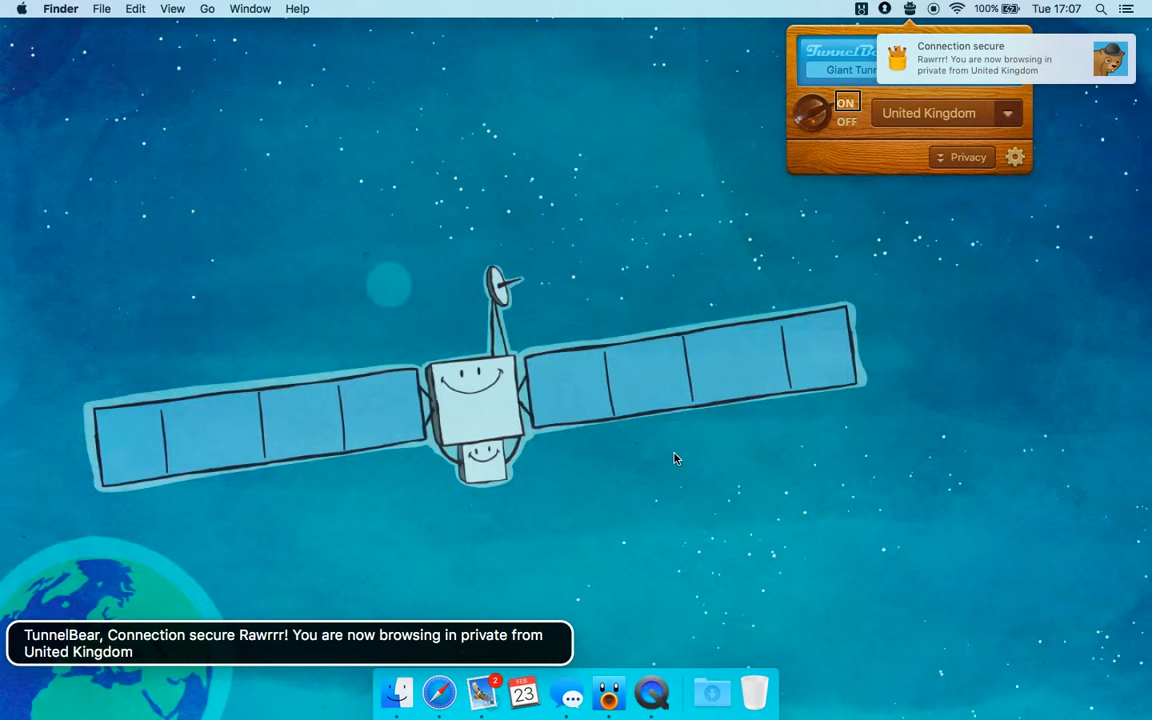 Finder File Edit View Go Window Help 100% Tue 17:07
Connection secure
Rawrrr! You are now browsing in
private from United Kingdom
Giant
ON
OFF
United Kingdom
Privacy
TunnelBear, Connection secure Rawrrr! You are now browsing in private from
United Kingdom
2
FEB
23